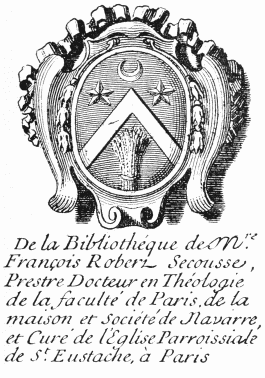 De la Bibliothéque de M.re
François Robert Secousse,
Prestre Docteur en Théologie
de la faculté de Paris, de la
maison et Société de Navarre,
et Curé de l'Eglise Parroissiale
de St. Eustache, à Paris